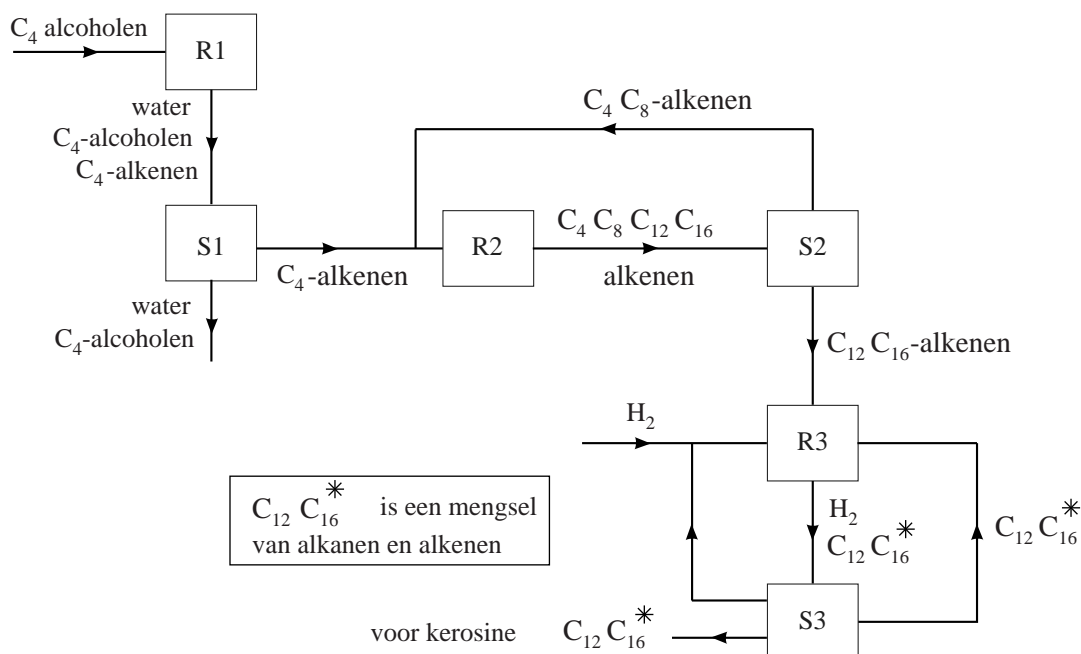 C₄ alcoholen
R1
water
C₄-alcoholen
C₄-alkenen
C₄ C₈-alkenen
S1
C₄-alkenen
R2
C₄ C₈ C₁₂ C₁₆
alkenen
S2
water
C₄-alcoholen
C₁₂ C₁₆-alkenen
H₂
R3
C₁₂ C₁₆* is een mengsel
van alkanen en alkenen
H₂
C₁₂ C₁₆*
C₁₂ C₁₆*
S3
voor kerosine C₁₂ C₁₆*